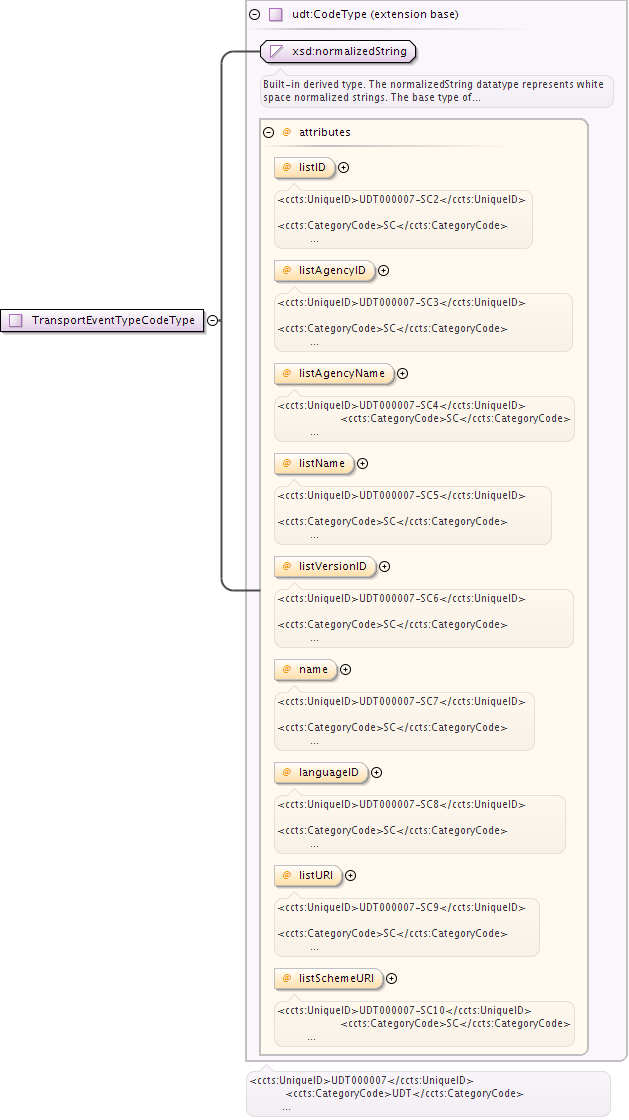 udt:CodeType (extension base)
xsd:normalizedString
Built-in derived type. The normalizedString datatype represents white
space normalized strings. The base type of...
@ attributes
@ listID
<ccts:UniqueID>UDT000007-SC2</ccts:UniqueID>
<ccts:CategoryCode>SC</ccts:CategoryCode>
...
@ listAgencyID
<ccts:UniqueID>UDT000007-SC3</ccts:UniqueID>
<ccts:CategoryCode>SC</ccts:CategoryCode>
...
TransportEventTypeCodeType
@ listAgencyName
<ccts:UniqueID>UDT000007-SC4</ccts:UniqueID>
<ccts:CategoryCode>SC</ccts:CategoryCode>
...
@ listName
<ccts:UniqueID>UDT000007-SC5</ccts:UniqueID>
<ccts:CategoryCode>SC</ccts:CategoryCode>
...
@ listVersionID
<ccts:UniqueID>UDT000007-SC6</ccts:UniqueID>
<ccts:CategoryCode>SC</ccts:CategoryCode>
...
@ name
<ccts:UniqueID>UDT000007-SC7</ccts:UniqueID>
<ccts:CategoryCode>SC</ccts:CategoryCode>
...
@ languageID
<ccts:UniqueID>UDT000007-SC8</ccts:UniqueID>
<ccts:CategoryCode>SC</ccts:CategoryCode>
...
@ listURI
<ccts:UniqueID>UDT000007-SC9</ccts:UniqueID>
<ccts:CategoryCode>SC</ccts:CategoryCode>
...
@ listSchemeURI
<ccts:UniqueID>UDT000007-SC10</ccts:UniqueID>
<ccts:CategoryCode>SC</ccts:CategoryCode>
...
<ccts:UniqueID>UDT000007</ccts:UniqueID>
<ccts:CategoryCode>UDT</ccts:CategoryCode>
...